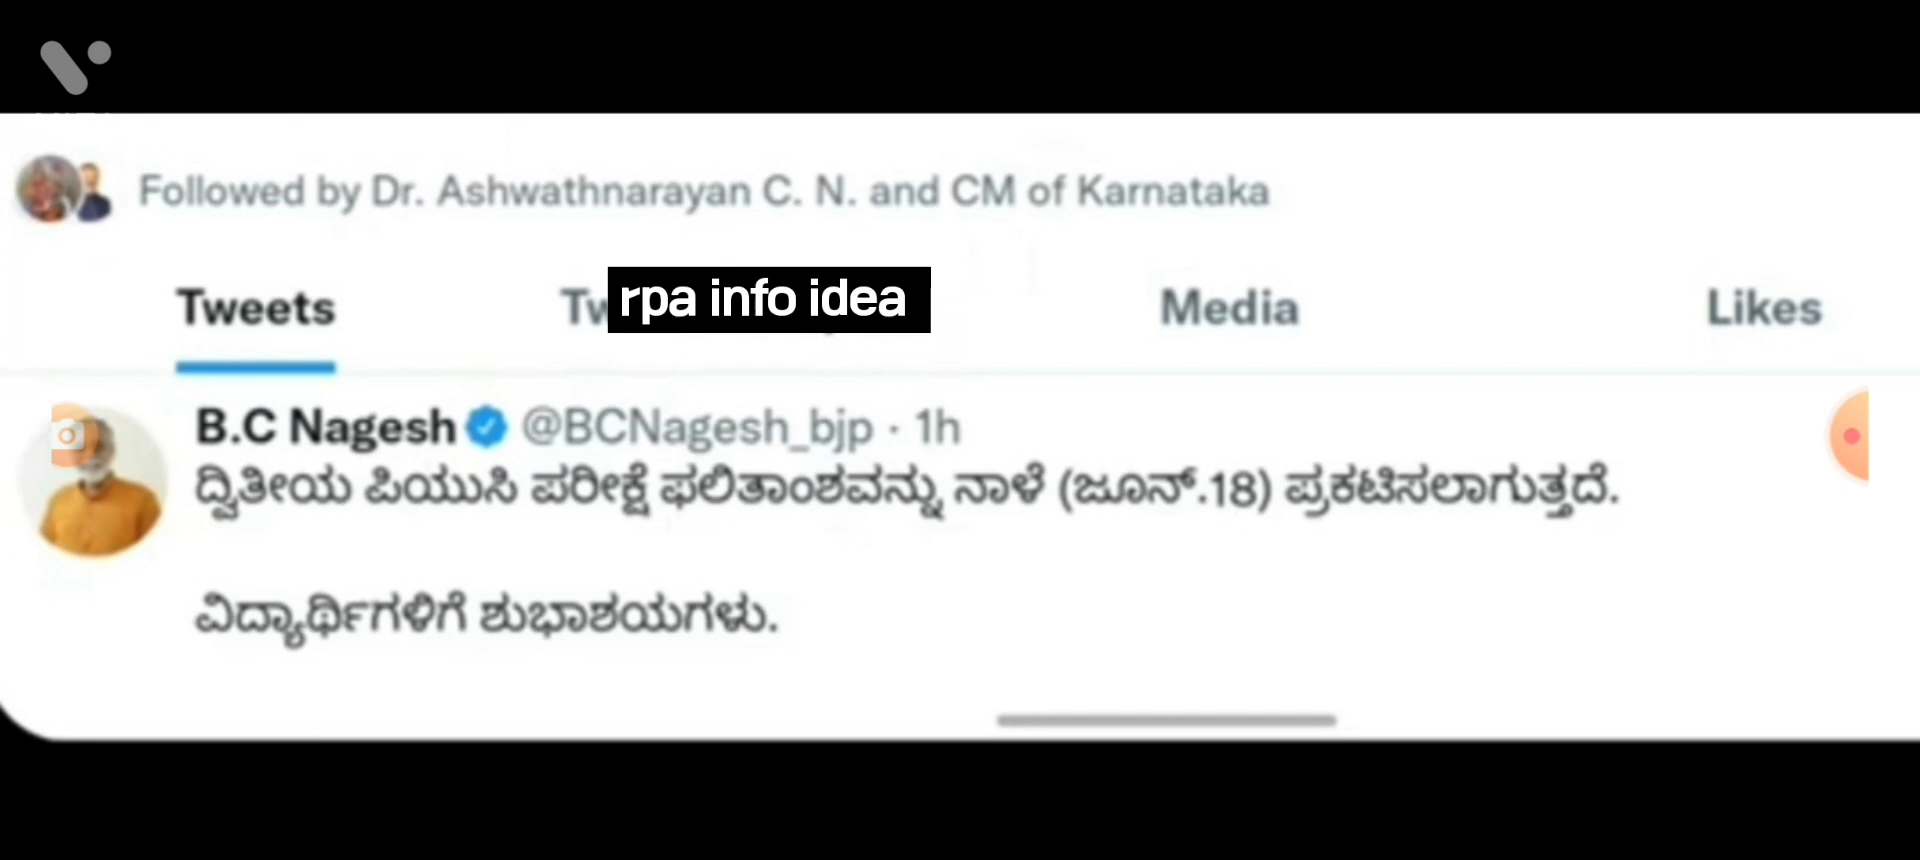 Followed by Dr. Ashwathnarayan C. N. and CM of Karnataka
Tweets rpa info idea Media Likes
B.C Nagesh @BCNagesh_bjp · 1h
ದ್ವಿತೀಯ ಪಿಯುಸಿ ಪರೀಕ್ಷೆ ಫಲಿತಾಂಶವನ್ನು ನಾಳೆ (ಜೂನ್.18) ಪ್ರಕಟಿಸಲಾಗುತ್ತದೆ.
ವಿದ್ಯಾರ್ಥಿಗಳಿಗೆ ಶುಭಾಶಯಗಳು.